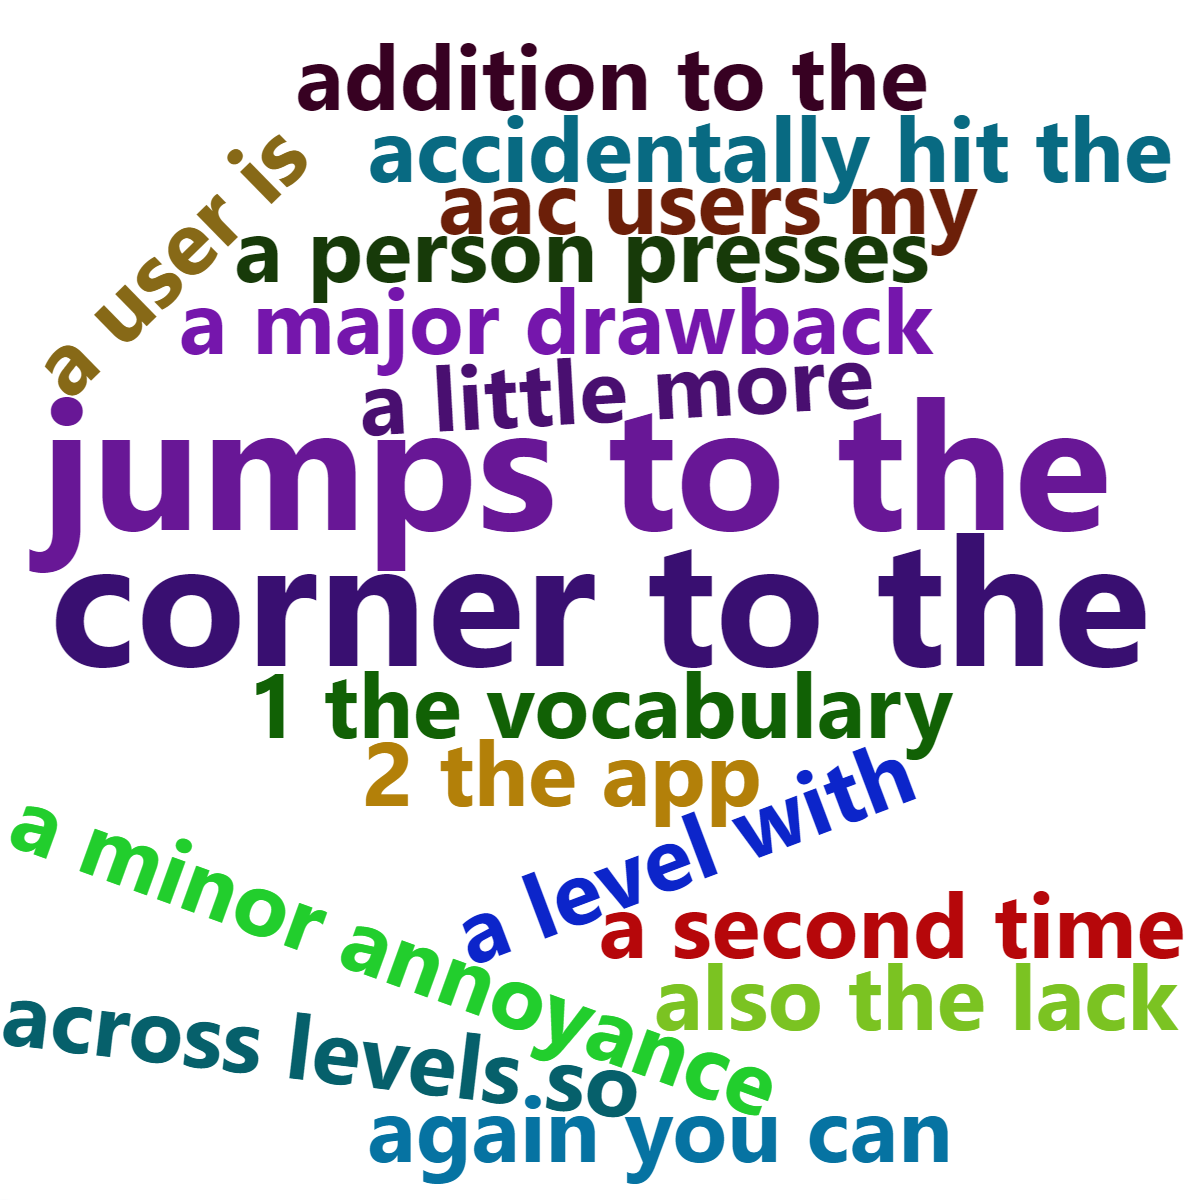 addition to the
accidentally hit the
a user is
aac users my
a person presses
a major drawback
a little more
jumps to the
corner to the
1 the vocabulary
2 the app
a level with
a minor annoyance
a second time
also the lack
across levels so
again you can